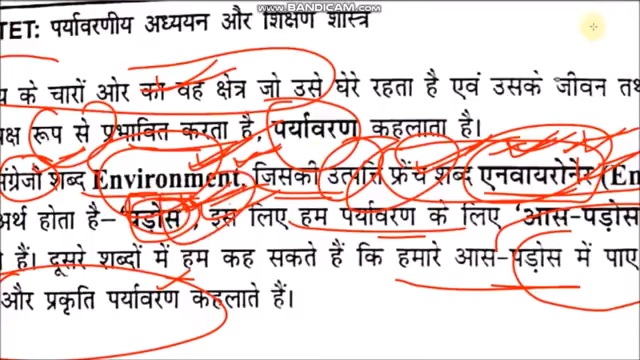 www.BANDICAM.com
TET: पर्यावरणीय अध्ययन और शिक्षण शास्त्र
य के चारों ओर का वह क्षेत्र जो उसे घेरे रहता है एवं उसके जीवन तथ
रूप से प्रभावित करता है, पर्यावरण कहलाता है।
अंग्रेजी शब्द Environment, जिसकी उत्पत्ति फ्रेंच शब्द एनवायरोनेर (En
अर्थ होता है– 'पड़ोस', इस लिए हम पर्यावरण के लिए 'आस-पड़ोस
हैं। दूसरे शब्दों में हम कह सकते हैं कि हमारे आस-पड़ोस में पाए
और प्रकृति पर्यावरण कहलाते हैं।